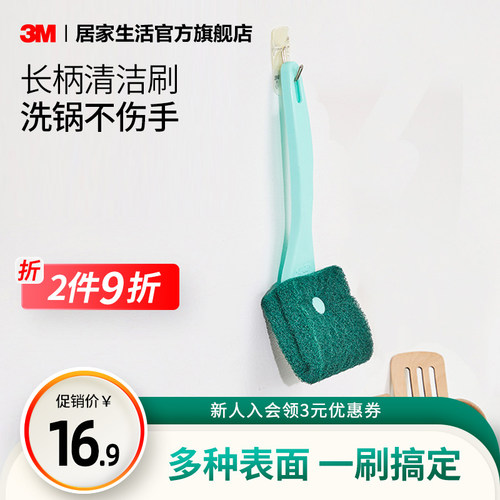 3M 居家生活官方旗舰店
长柄清洁刷
洗锅不伤手
折 2件9折
促销价¥
16.9
新人入会领3元优惠券
多种表面 一刷搞定